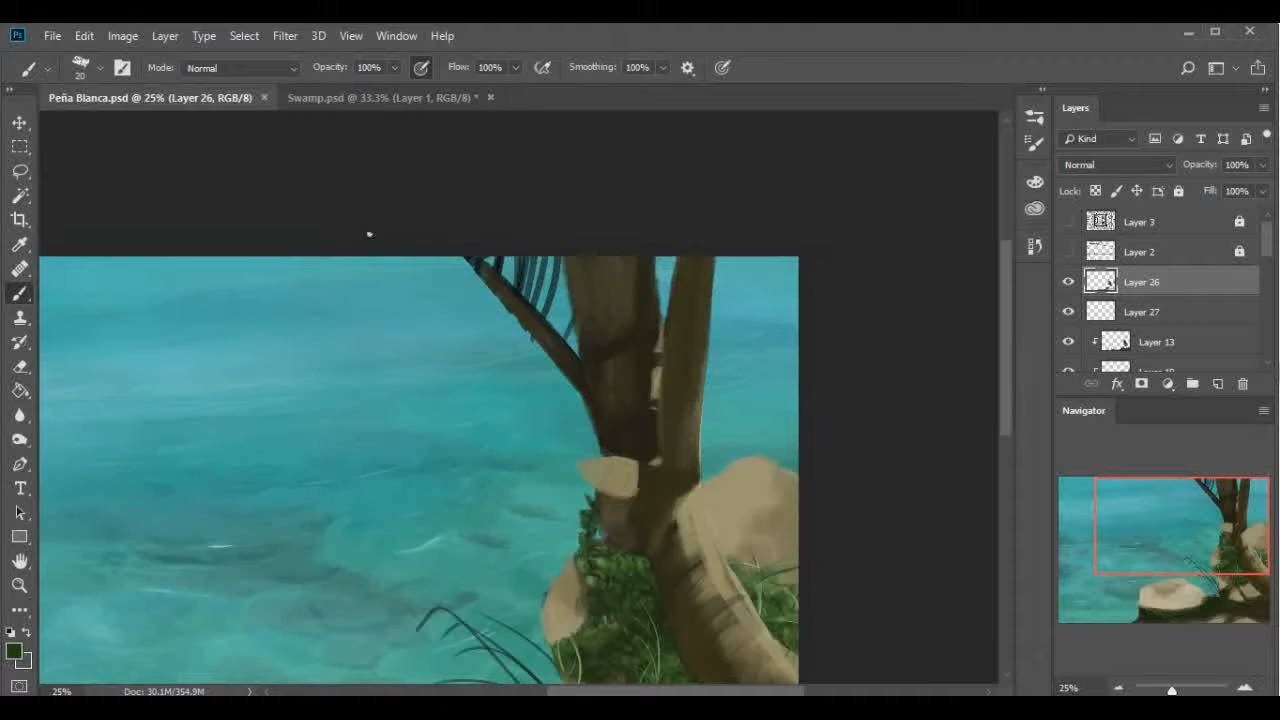 Ps File Edit Image Layer Type Select Filter 3D View Window Help
20 Mode: Normal Opacity: 100% Flow: 100% Smoothing: 100%
Peña Blanca.psd @ 25% (Layer 26, RGB/8) × Swamp.psd @ 33.3% (Layer 1, RGB/8) * ×
Layers
Kind
Normal Opacity: 100%
Lock: Fill: 100%
Layer 3
Layer 2
Layer 26
Layer 27
Layer 13
fx
Navigator
25% Doc: 30.1M/354.9M
25%